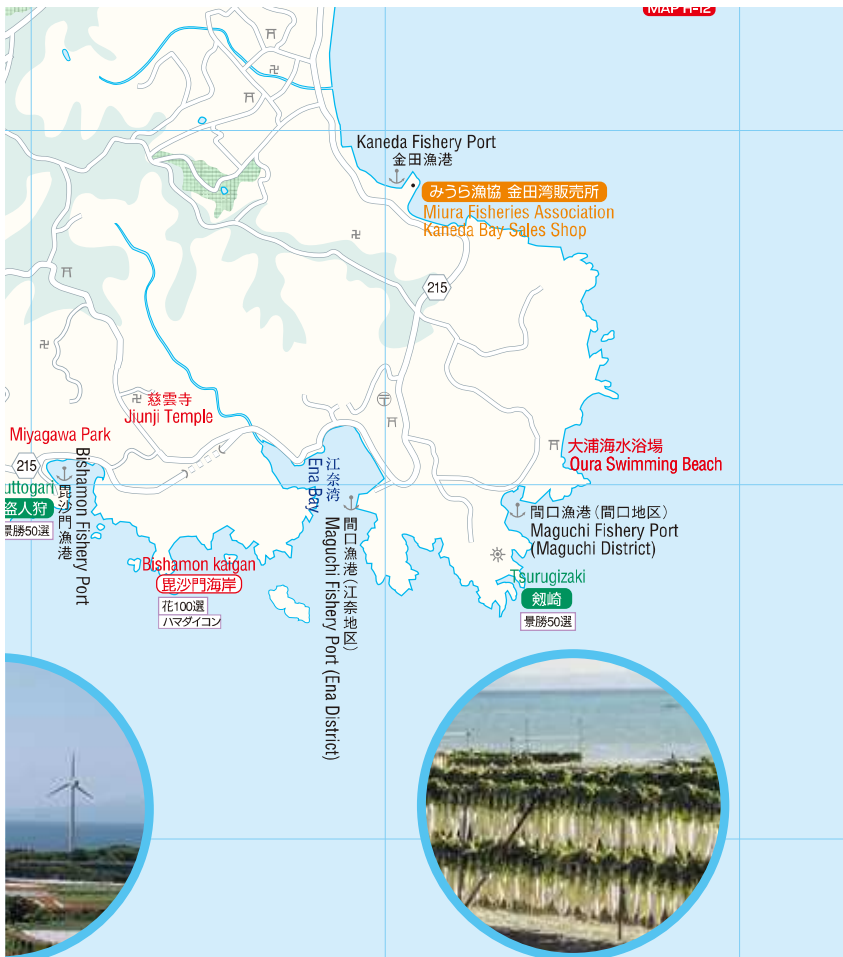 MAP H-12
Kaneda Fishery Port
金田漁港
みうら漁協 金田湾販売所
Miura Fisheries Association
Kaneda Bay Sales Shop
215
慈雲寺
Jiunji Temple
Miyagawa Park
215
Bishamon Fishery Port
毘沙門漁港
uttogari
盗人狩
景勝50選
江奈湾
Ena Bay
大浦海水浴場
Oura Swimming Beach
間口漁港(間口地区)
Maguchi Fishery Port
(Maguchi District)
間口漁港(江奈地区)
Maguchi Fishery Port (Ena District)
Bishamon kaigan
毘沙門海岸
花100選
ハマダイコン
Tsurugizaki
剱崎
景勝50選